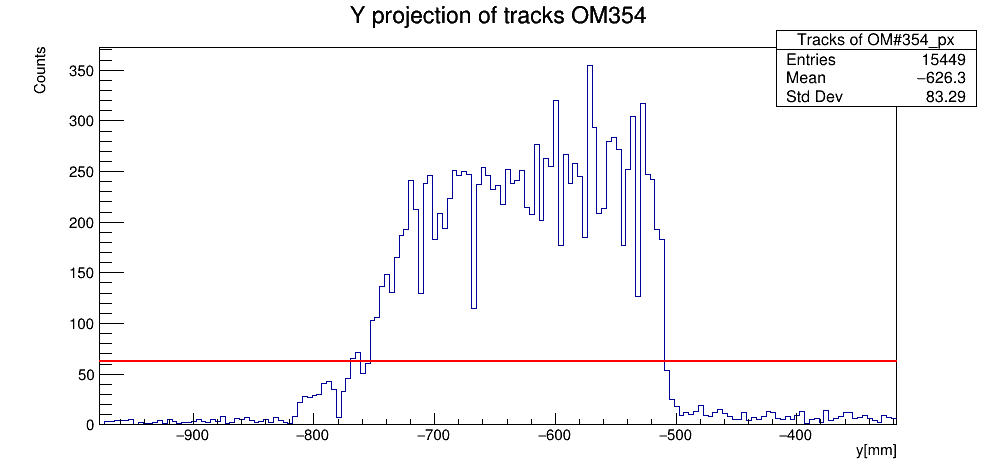 Y projection of tracks OM354
Tracks of OM#354_px
Entries 15449
Mean −626.3
Std Dev 83.29
Counts
350
300
250
200
150
100
50
0
−900 −800 −700 −600 −500 −400
y[mm]